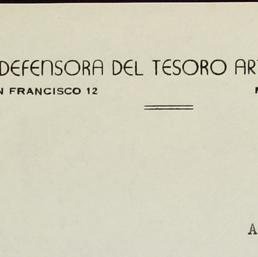 DEFENSORA DEL TESORO AR
N FRANCISCO 12
A